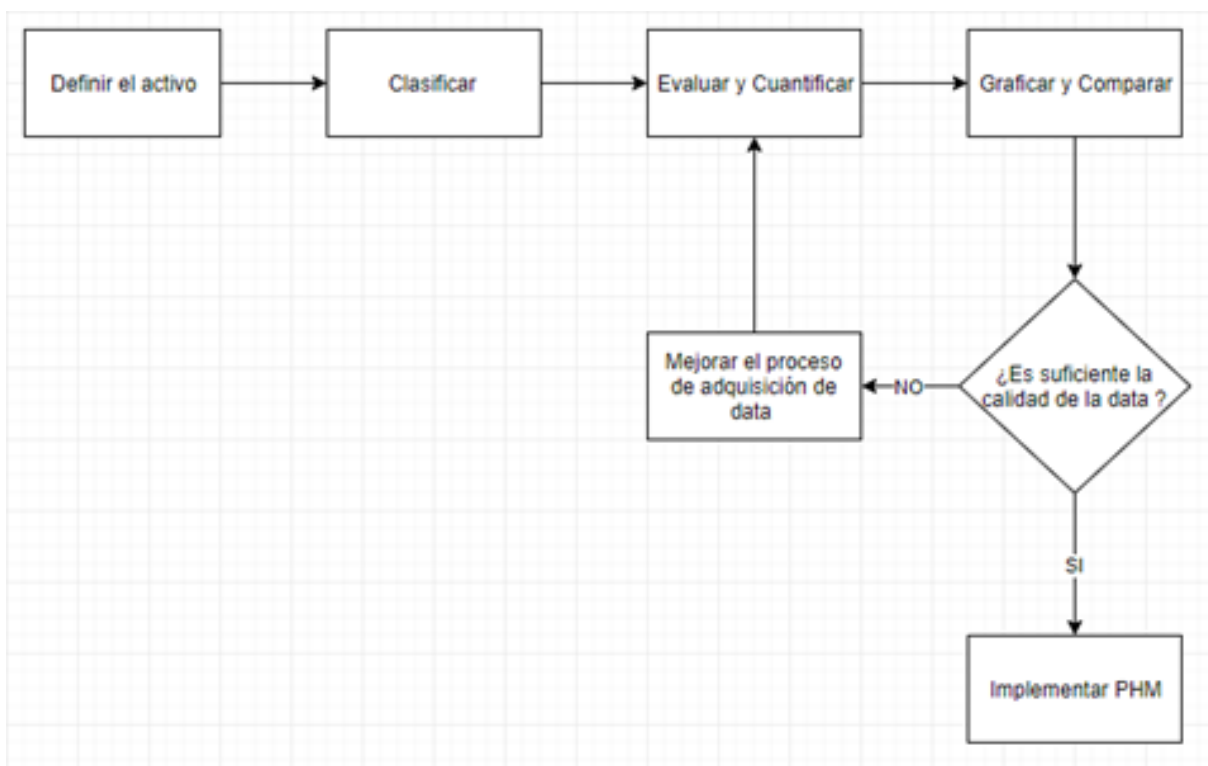 Definir el activo
Clasificar
Evaluar y Cuantificar
Graficar y Comparar
Mejorar el proceso
de adquisición de
data
NO
¿Es suficiente la
calidad de la data ?
SI
Implementar PHM